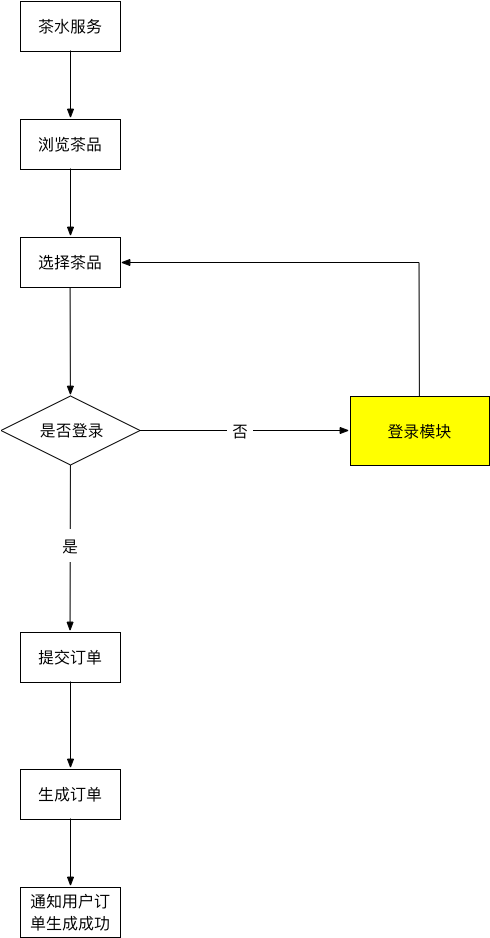 茶水服务
浏览茶品
选择茶品
是否登录
否
登录模块
是
提交订单
生成订单
通知用户订
单生成成功